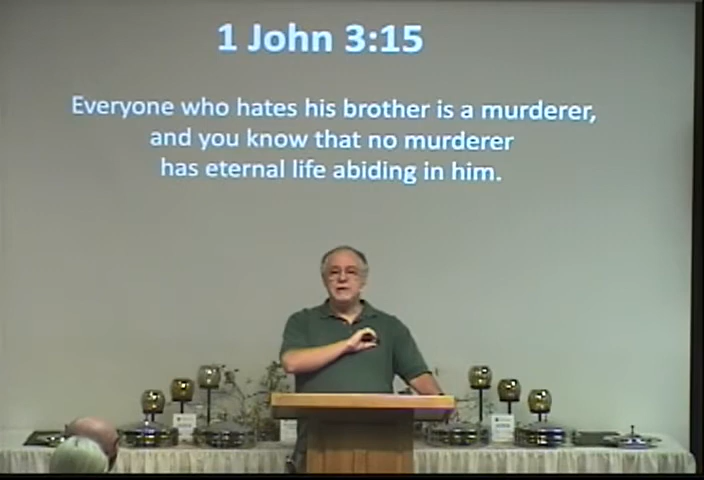 1 John 3:15
Everyone who hates his brother is a murderer,
and you know that no murderer
has eternal life abiding in him.